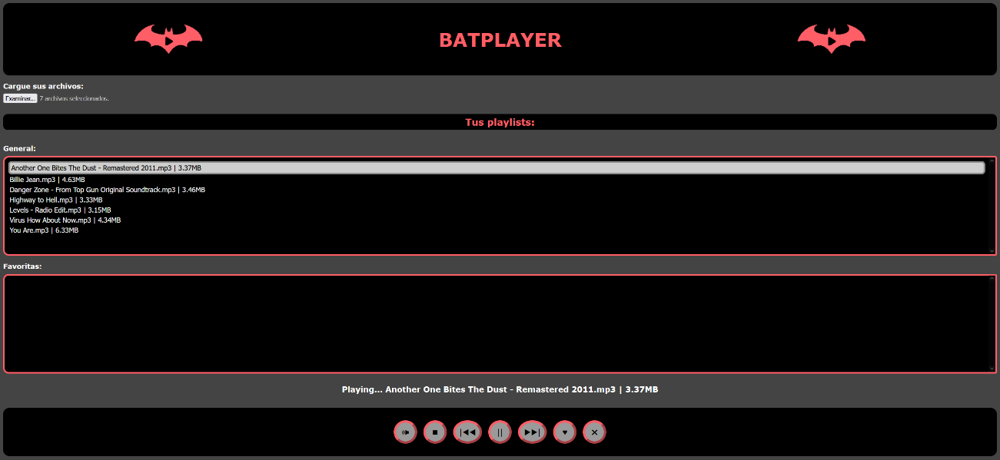 BATPLAYER
Cargue sus archivos:
Examinar... 7 archivos seleccionados.
Tus playlists:
General:
Another One Bites The Dust - Remastered 2011.mp3 | 3.37MB
Billie Jean.mp3 | 4.63MB
Danger Zone - From Top Gun Original Soundtrack.mp3 | 3.46MB
Highway to Hell.mp3 | 3.33MB
Levels - Radio Edit.mp3 | 3.15MB
Virus How About Now.mp3 | 4.34MB
You Are.mp3 | 6.33MB
Favoritas:
Playing... Another One Bites The Dust - Remastered 2011.mp3 | 3.37MB